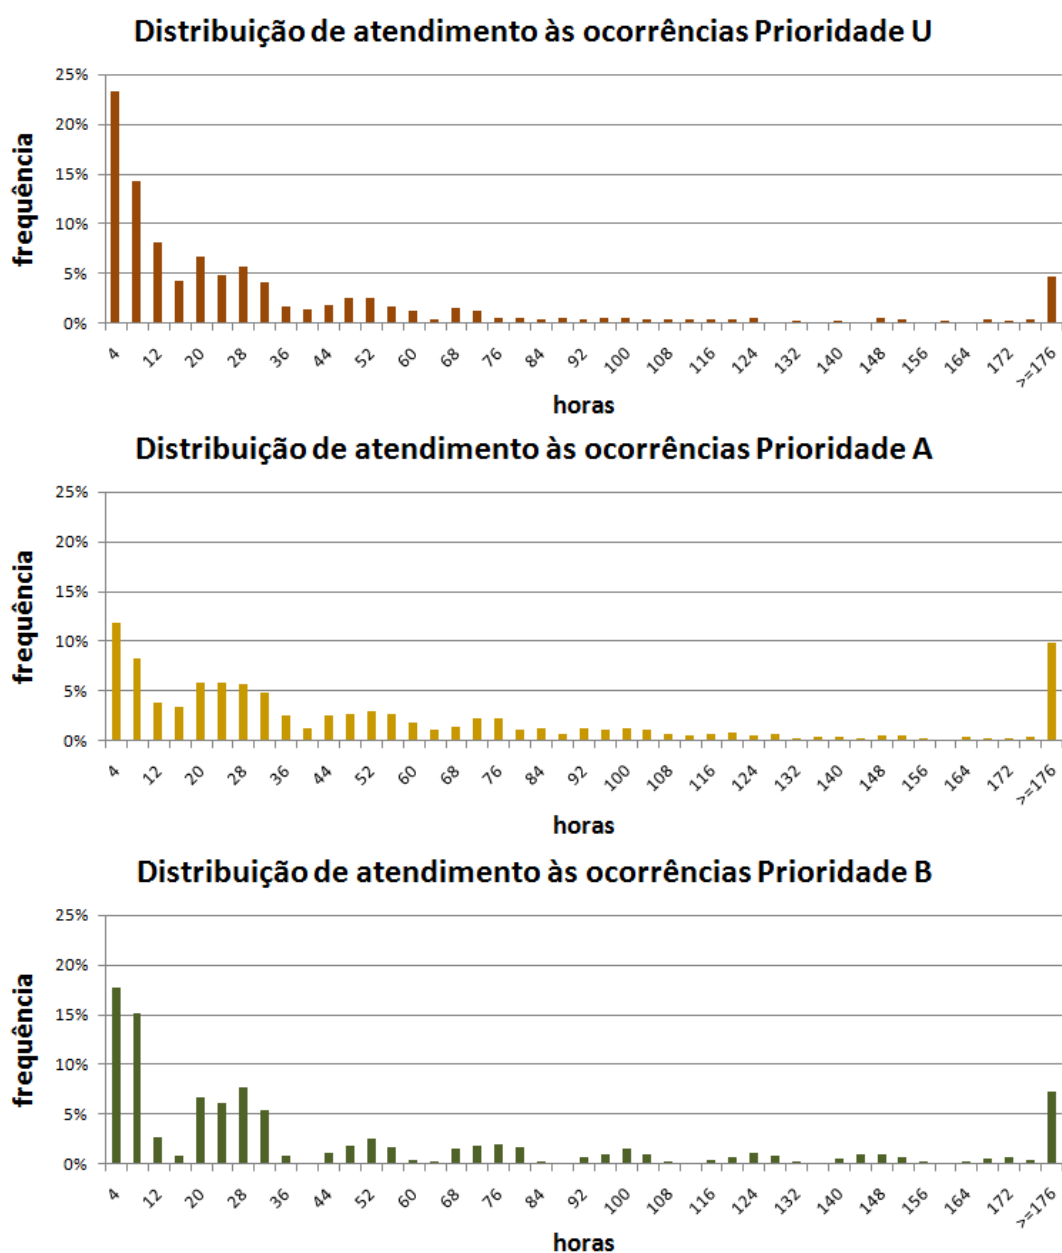 Distribuição de atendimento às ocorrências Prioridade U
25%
20%
15%
10%
5%
0%
frequência
4 12 20 28 36 44 52 60 68 76 84 92 100 108 116 124 132 140 148 156 164 172 >=176
horas
Distribuição de atendimento às ocorrências Prioridade A
25%
20%
15%
10%
5%
0%
frequência
4 12 20 28 36 44 52 60 68 76 84 92 100 108 116 124 132 140 148 156 164 172 >=176
horas
Distribuição de atendimento às ocorrências Prioridade B
25%
20%
15%
10%
5%
0%
frequência
4 12 20 28 36 44 52 60 68 76 84 92 100 108 116 124 132 140 148 156 164 172 >=176
horas